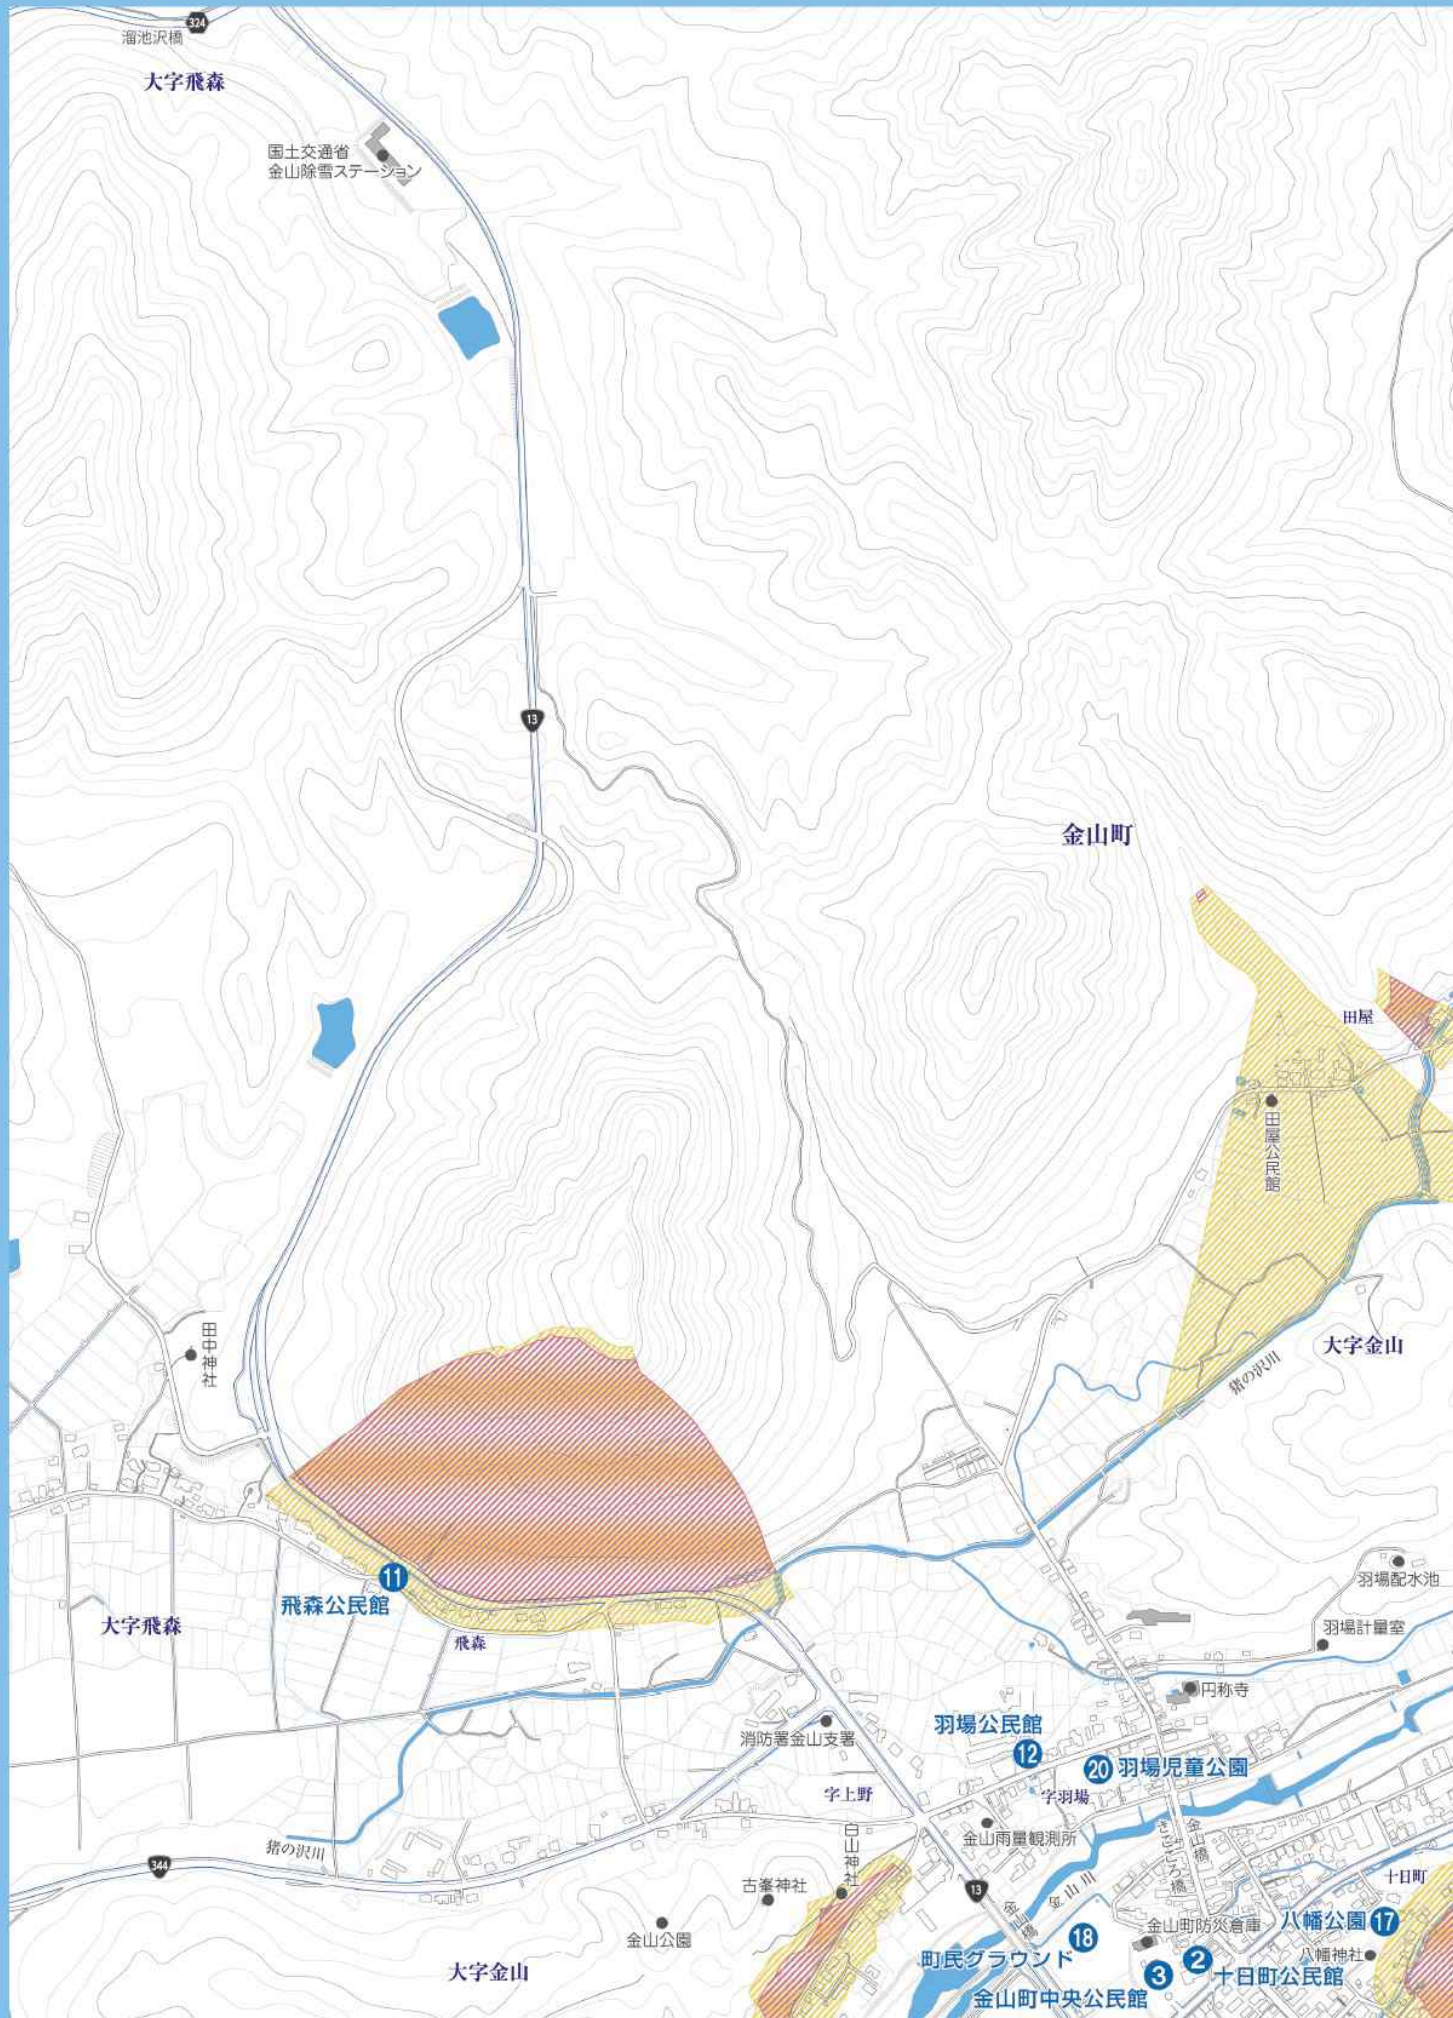 324
溜池沢橋
大字飛森
国土交通省
金山除雪ステーション
13
金山町
田屋
田屋公民館
田中神社
大字金山
猪の沢川
羽場配水池
11
飛森公民館
大字飛森
飛森
羽場計量室
円称寺
消防署金山支署
羽場公民館
12
20 羽場児童公園
字上野
字羽場
金山雨量観測所
猪の沢川
344
白山神社
古峯神社
金山公園
大字金山
13
金山橋
金山川
金山橋
きごころ橋
十日町
金山町防災倉庫
八幡公園 17
18
町民グラウンド
八幡神社
3
金山町中央公民館
2
十日町公民館